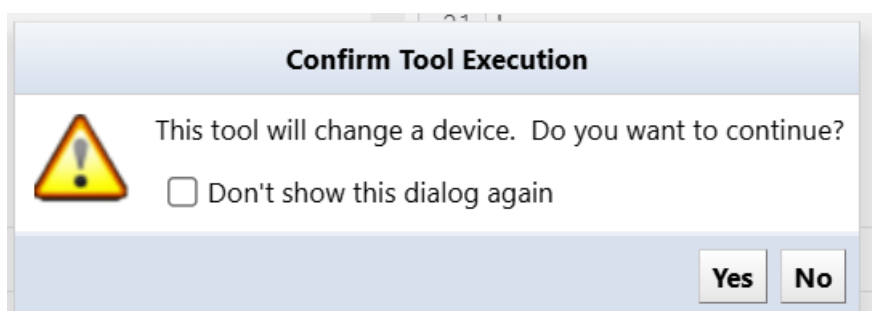 Confirm Tool Execution
This tool will change a device.  Do you want to continue?
Don't show this dialog again
Yes No